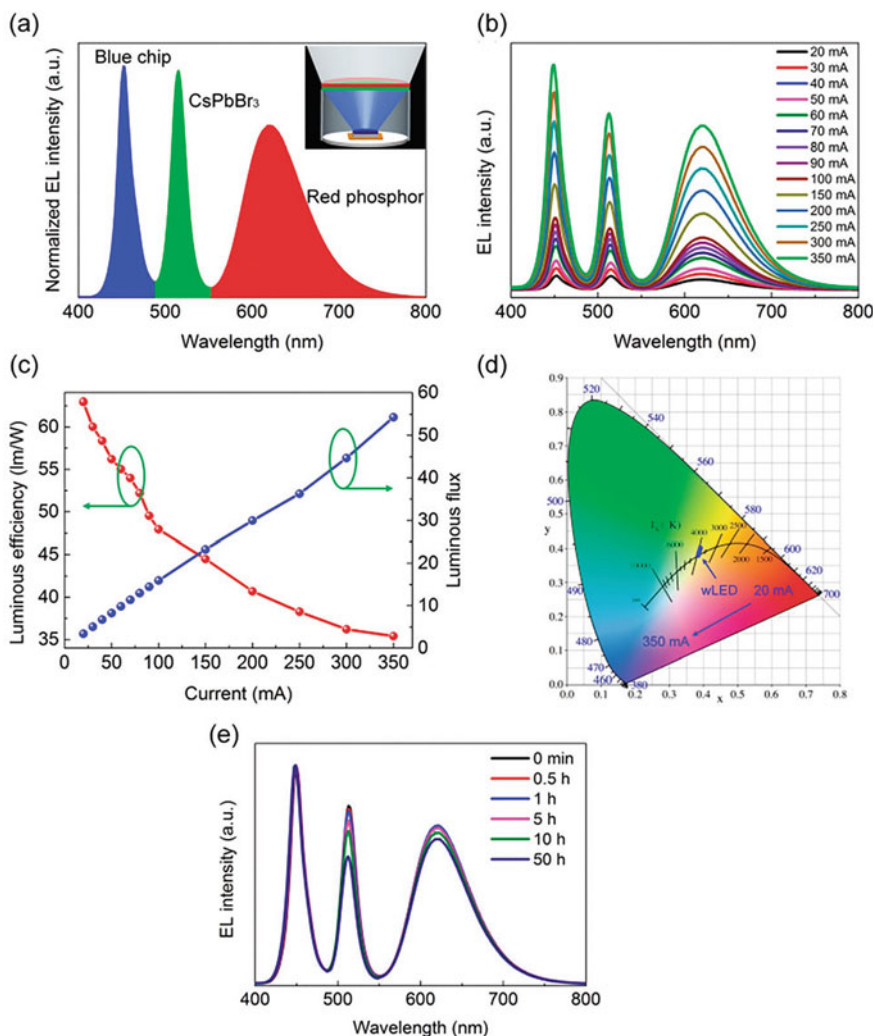 (a)
Blue chip
CsPbBr₃
Red phosphor
Normalized EL intensity (a.u.)
400 500 600 700 800
Wavelength (nm)
(b)
20 mA
30 mA
40 mA
50 mA
60 mA
70 mA
80 mA
90 mA
100 mA
150 mA
200 mA
250 mA
300 mA
350 mA
EL intensity (a.u.)
400 500 600 700 800
Wavelength (nm)
(c)
Luminous efficiency (lm/W)
60
55
50
45
40
35
60
50
40
30
20
10
0
Luminous flux
0 50 100 150 200 250 300 350
Current (mA)
(d)
0.9
0.8
0.7
0.6
0.5
0.4
0.3
0.2
0.1
0.0
y
520
540
560
500
580
600
620
700
490
480
470
460
380
4000
3000
2500
6000
2000
1500
10000
wLED
20 mA
350 mA
0.0 0.1 0.2 0.3 0.4 0.5 0.6 0.7 0.8
x
(e)
0 min
0.5 h
1 h
5 h
10 h
50 h
EL intensity (a.u.)
400 500 600 700 800
Wavelength (nm)